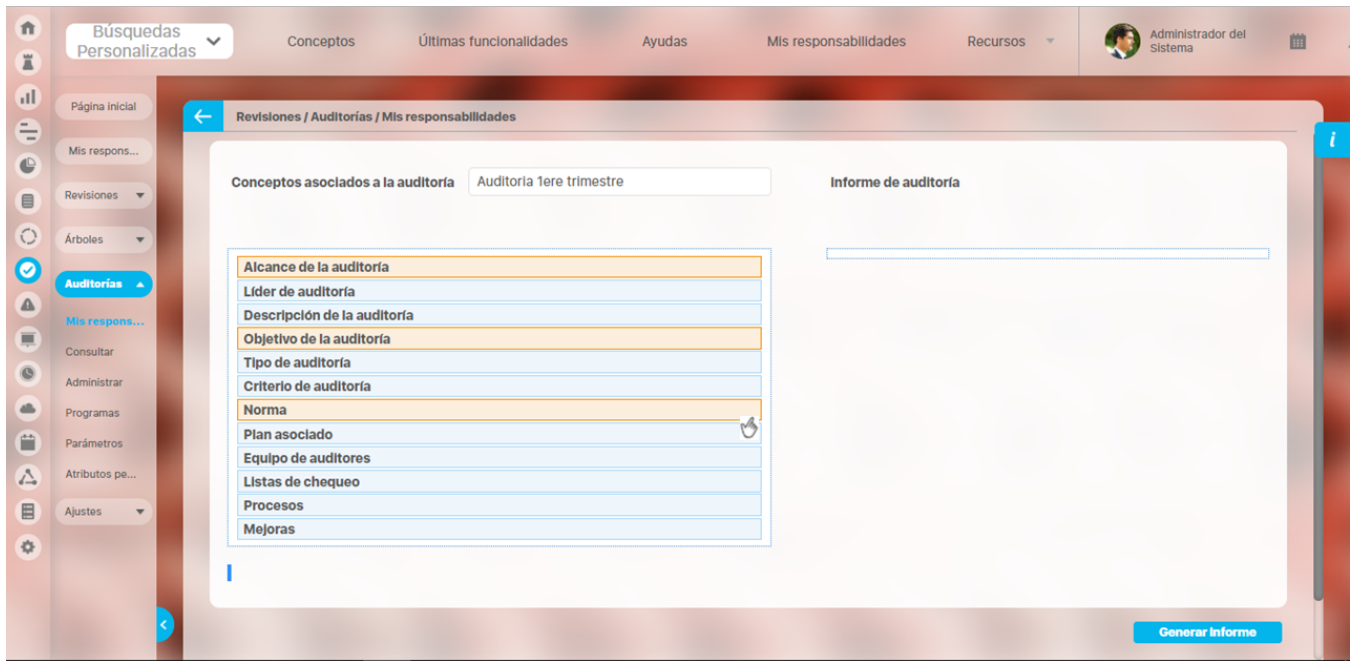 Búsquedas
Personalizadas
Conceptos
Últimas funcionalidades
Ayudas
Mis responsabilidades
Recursos
Administrador del
Sistema
Página inicial
Mis respons...
Revisiones
Árboles
Auditorías
Mis respons...
Consultar
Administrar
Programas
Parámetros
Atributos pe...
Ajustes
Revisiones / Auditorías / Mis responsabilidades
i
Conceptos asociados a la auditoría
Auditoria 1ere trimestre
Informe de auditoría
Alcance de la auditoría
Líder de auditoría
Descripción de la auditoría
Objetivo de la auditoría
Tipo de auditoría
Criterio de auditoría
Norma
Plan asociado
Equipo de auditores
Listas de chequeo
Procesos
Mejoras
Generar Informe